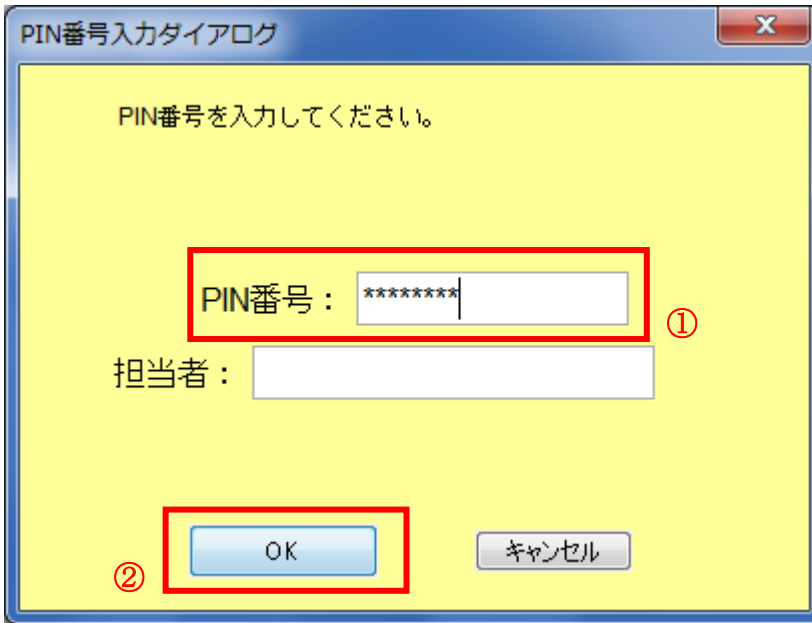 PIN番号入力ダイアログ
PIN番号を入力してください。
PIN番号： ********
①
担当者：
② OK キャンセル